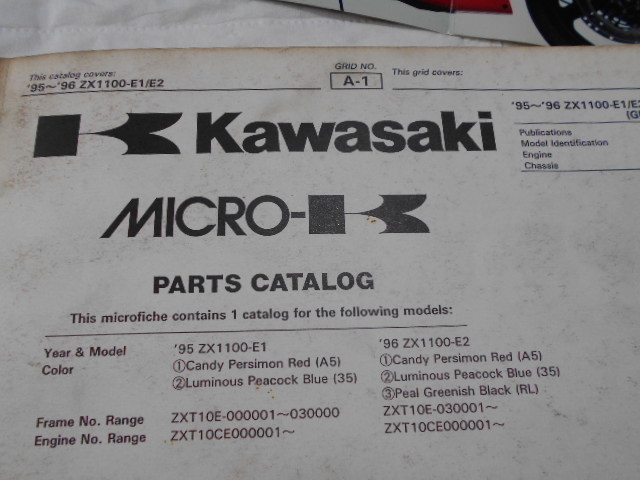 This catalog covers:
'95~'96 ZX1100-E1/E2
GRID NO.
A-1
This grid covers:
'95~'96 ZX1100-E1/E2
Publications
Model Identification
Engine
Chassis
Kawasaki
MICRO-K
PARTS CATALOG
This microfiche contains 1 catalog for the following models:
Year & Model '95 ZX1100-E1 '96 ZX1100-E2
Color ①Candy Persimon Red (A5) ①Candy Persimon Red (A5)
②Luminous Peacock Blue (35) ②Luminous Peacock Blue (35)
③Peal Greenish Black (RL)
Frame No. Range ZXT10E-000001~030000 ZXT10E-030001~
Engine No. Range ZXT10CE000001~ ZXT10CE000001~